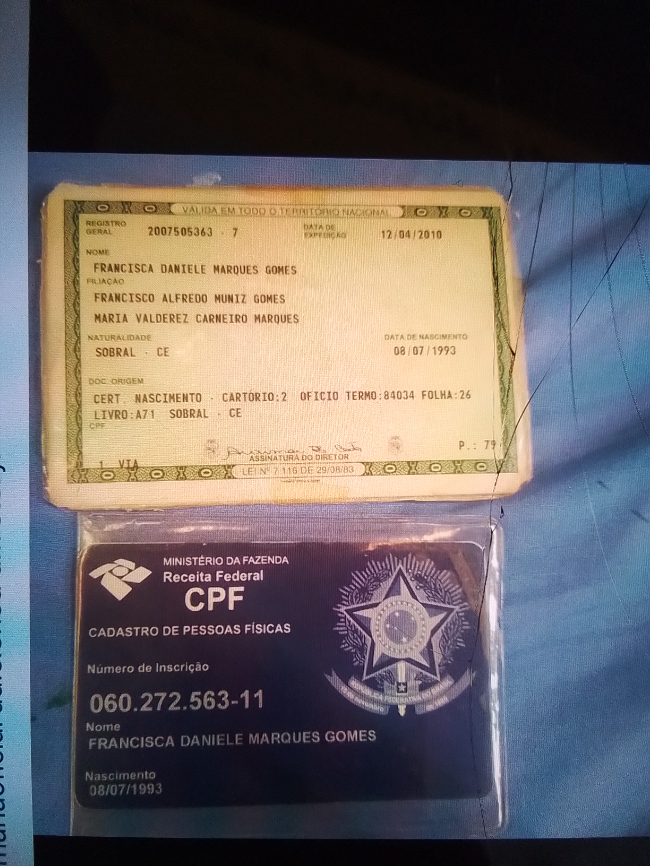 VÁLIDA EM TODO O TERRITÓRIO NACIONAL
REGISTRO GERAL 2007505363 - 7 DATA DE EXPEDIÇÃO 12/04/2010
NOME
FRANCISCA DANIELE MARQUES GOMES
FILIAÇÃO
FRANCISCO ALFREDO MUNIZ GOMES
MARIA VALDEREZ CARNEIRO MARQUES
NATURALIDADE DATA DE NASCIMENTO
SOBRAL - CE 08/07/1993
DOC. ORIGEM
CERT. NASCIMENTO - CARTÓRIO:2 OFICIO TERMO:84034 FOLHA:26
LIVRO:A71 SOBRAL - CE
CPF
P.: 79
1 VIA
ASSINATURA DO DIRETOR
LEI Nº 7.116 DE 29/08/83
MINISTÉRIO DA FAZENDA
Receita Federal
CPF
CADASTRO DE PESSOAS FÍSICAS
Número de Inscrição
060.272.563-11
Nome
FRANCISCA DANIELE MARQUES GOMES
Nascimento
08/07/1993